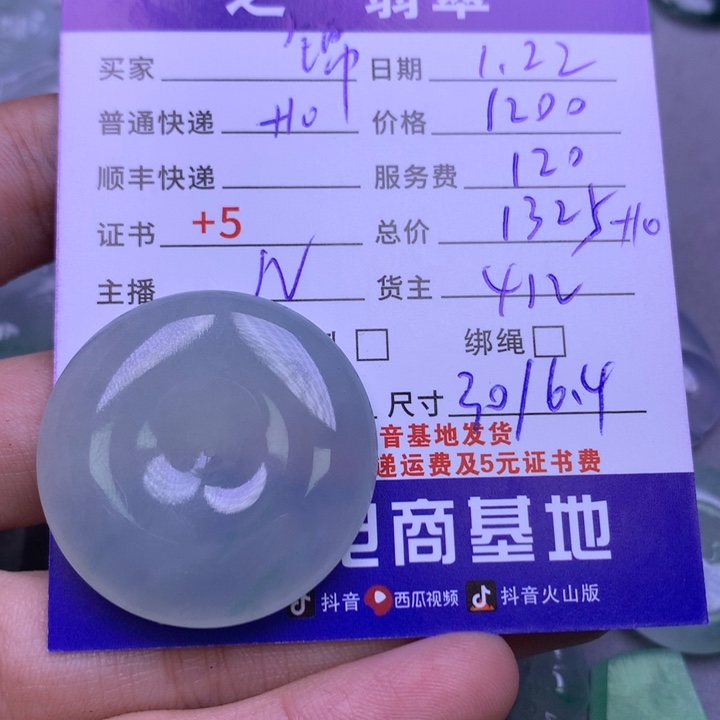 翡翠
买家 锦 日期 1.22
普通快递 +10 价格 1200
顺丰快递 服务费 120
证书 +5 总价 1325+10
主播 N 货主 412
绑绳
尺寸 30/6.4
音基地发货
递运费及5元证书费
电商基地
抖音 西瓜视频 抖音火山版